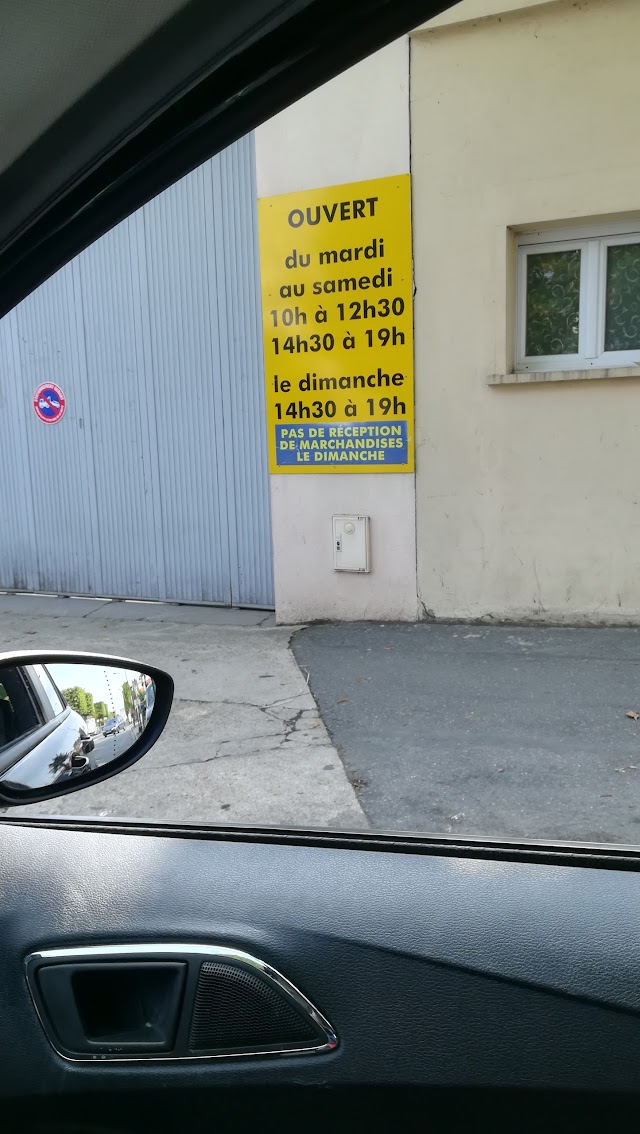 OUVERT
du mardi
au samedi
10h à 12h30
14h30 à 19h
le dimanche
14h30 à 19h
PAS DE RÉCEPTION
DE MARCHANDISES
LE DIMANCHE